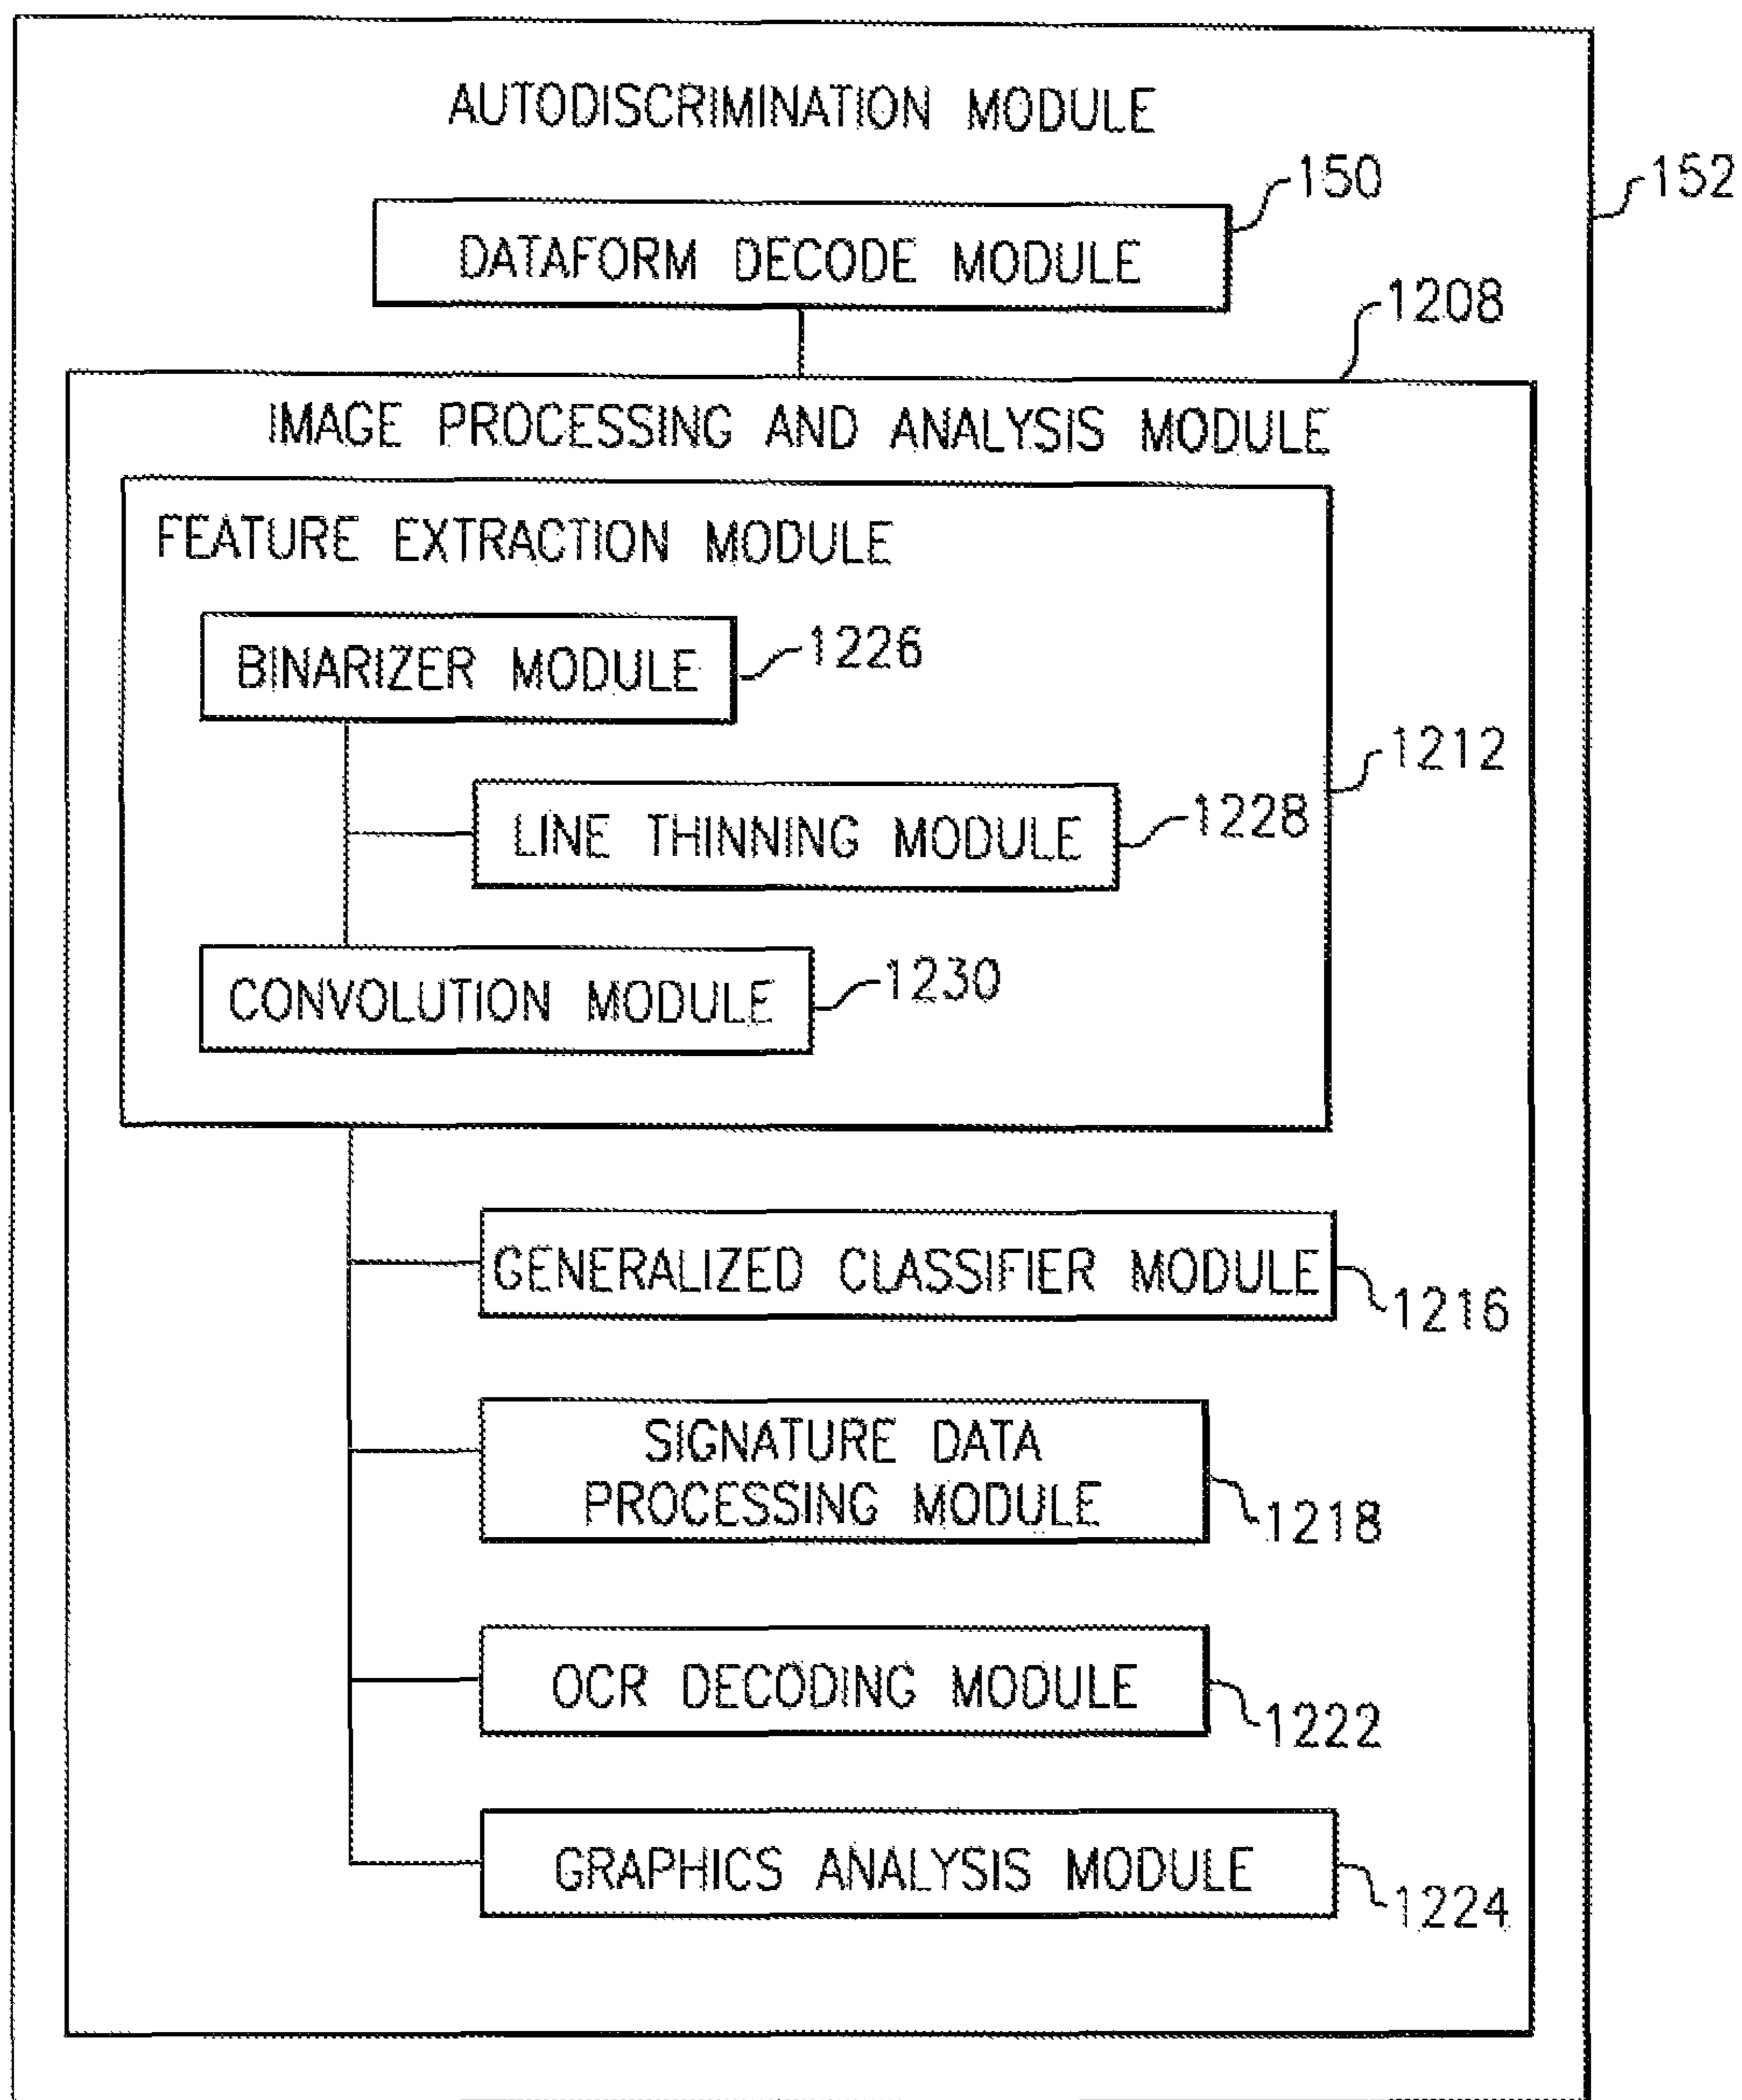 AUTODISCRIMINATION MODULE
150
152
DATAFORM DECODE MODULE
1208
IMAGE PROCESSING AND ANALYSIS MODULE
FEATURE EXTRACTION MODULE
BINARIZER MODULE
1226
1212
LINE THINNING MODULE
1228
CONVOLUTION MODULE
1230
GENERALIZED CLASSIFIER MODULE
1216
SIGNATURE DATA
PROCESSING MODULE
1218
OCR DECODING MODULE
1222
GRAPHICS ANALYSIS MODULE
1224